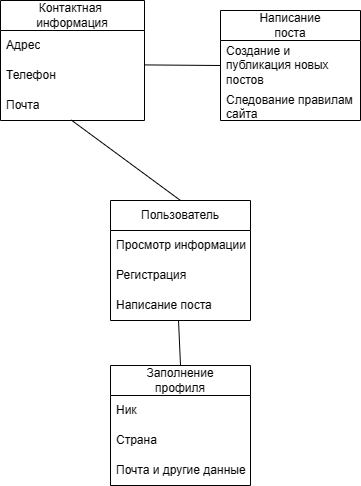 Контактная
информация
Адрес
Телефон
Почта
Написание
поста
Создание и
публикация новых
постов
Следование правилам
сайта
Пользователь
Просмотр информации
Регистрация
Написание поста
Заполнение
профиля
Ник
Страна
Почта и другие данные